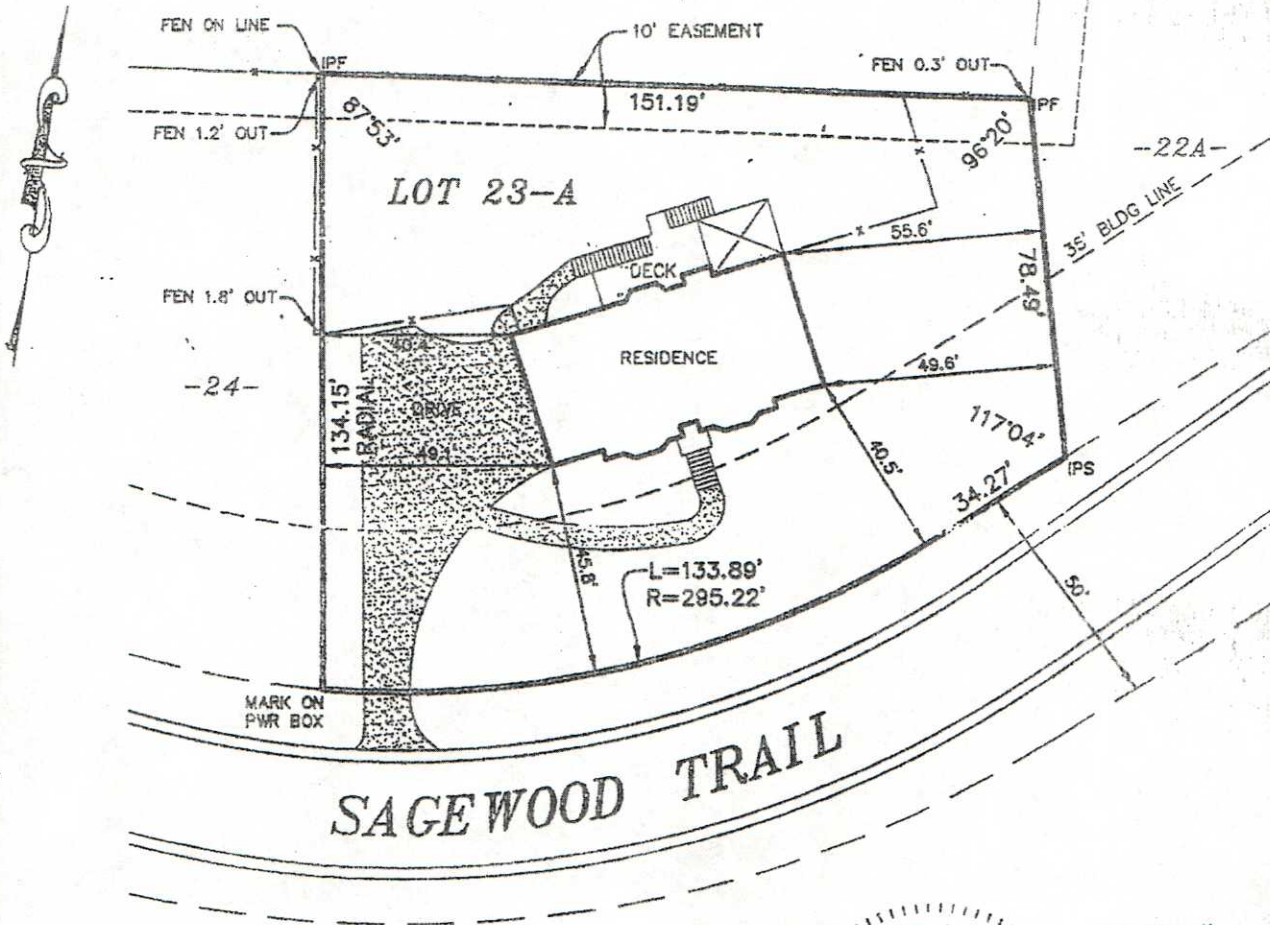 FEN ON LINE
10' EASEMENT
IPF
FEN 0.3' OUT
IPF
87°53'
151.19'
FEN 1.2' OUT
96°20'
-22A-
LOT 23-A
35' BLDG LINE
55.6'
DECK
78.49'
FEN 1.8' OUT
40.4
RESIDENCE
-24-
134.15'
RADIAL
DRIVE
49.6'
117°04'
49.1
40.5'
IPS
34.27'
45.8'
L=133.89'
R=295.22'
50'
MARK ON
PWR BOX
SAGEWOOD TRAIL